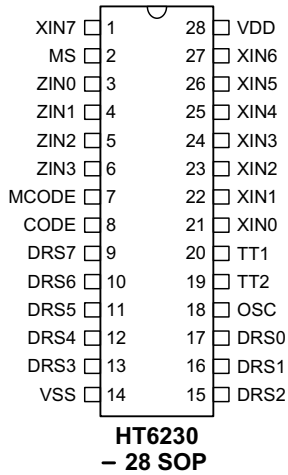 XIN7 1 28 VDD
MS 2 27 XIN6
ZIN0 3 26 XIN5
ZIN1 4 25 XIN4
ZIN2 5 24 XIN3
ZIN3 6 23 XIN2
MCODE 7 22 XIN1
CODE 8 21 XIN0
DRS7 9 20 TT1
DRS6 10 19 TT2
DRS5 11 18 OSC
DRS4 12 17 DRS0
DRS3 13 16 DRS1
VSS 14 15 DRS2
HT6230
– 28 SOP